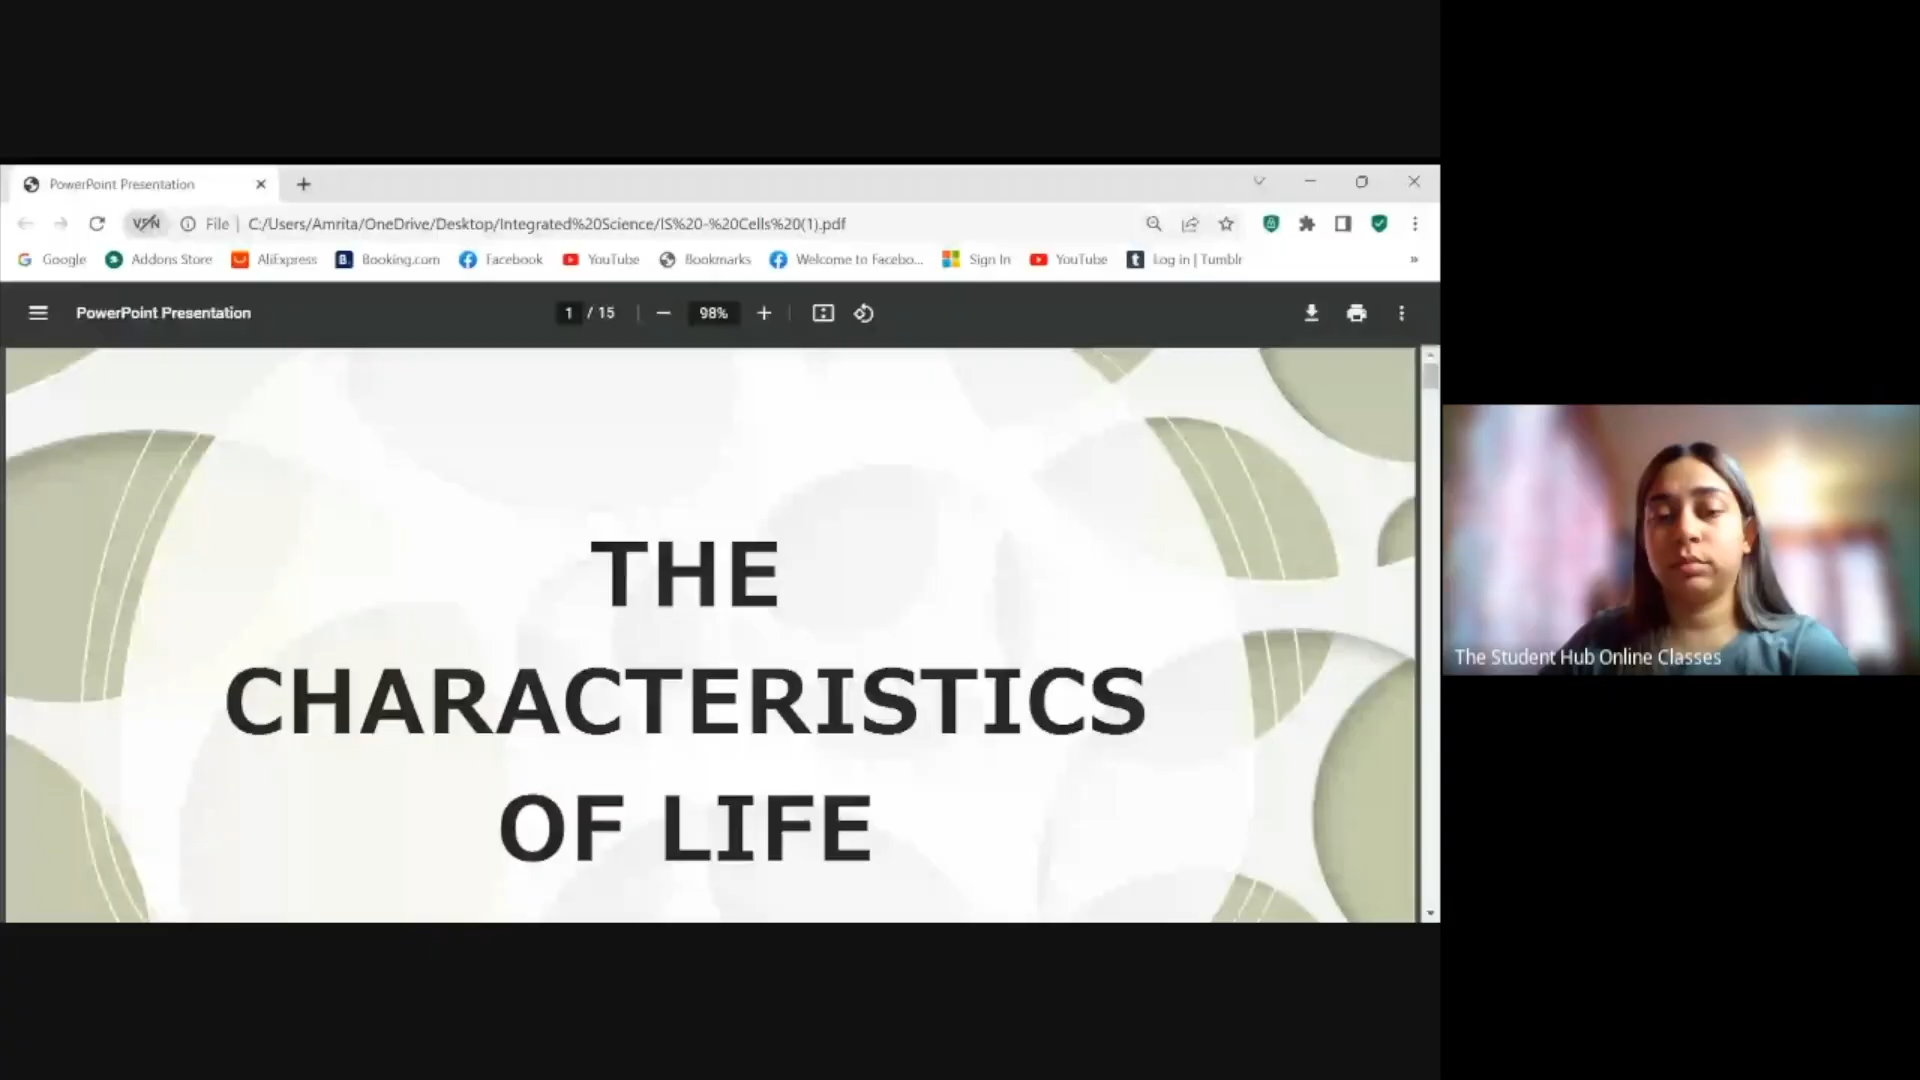 PowerPoint Presentation
File
C:/Users/Amrita/OneDrive/Desktop/Integrated%20Science/IS%20-%20Cells%20(1).pdf
Google Addons Store AliExpress Booking.com Facebook YouTube Bookmarks Welcome to Facebo... Sign In YouTube Log in | Tumblr »
PowerPoint Presentation 1 / 15 98%
THE
CHARACTERISTICS
OF LIFE
The Student Hub Online Classes